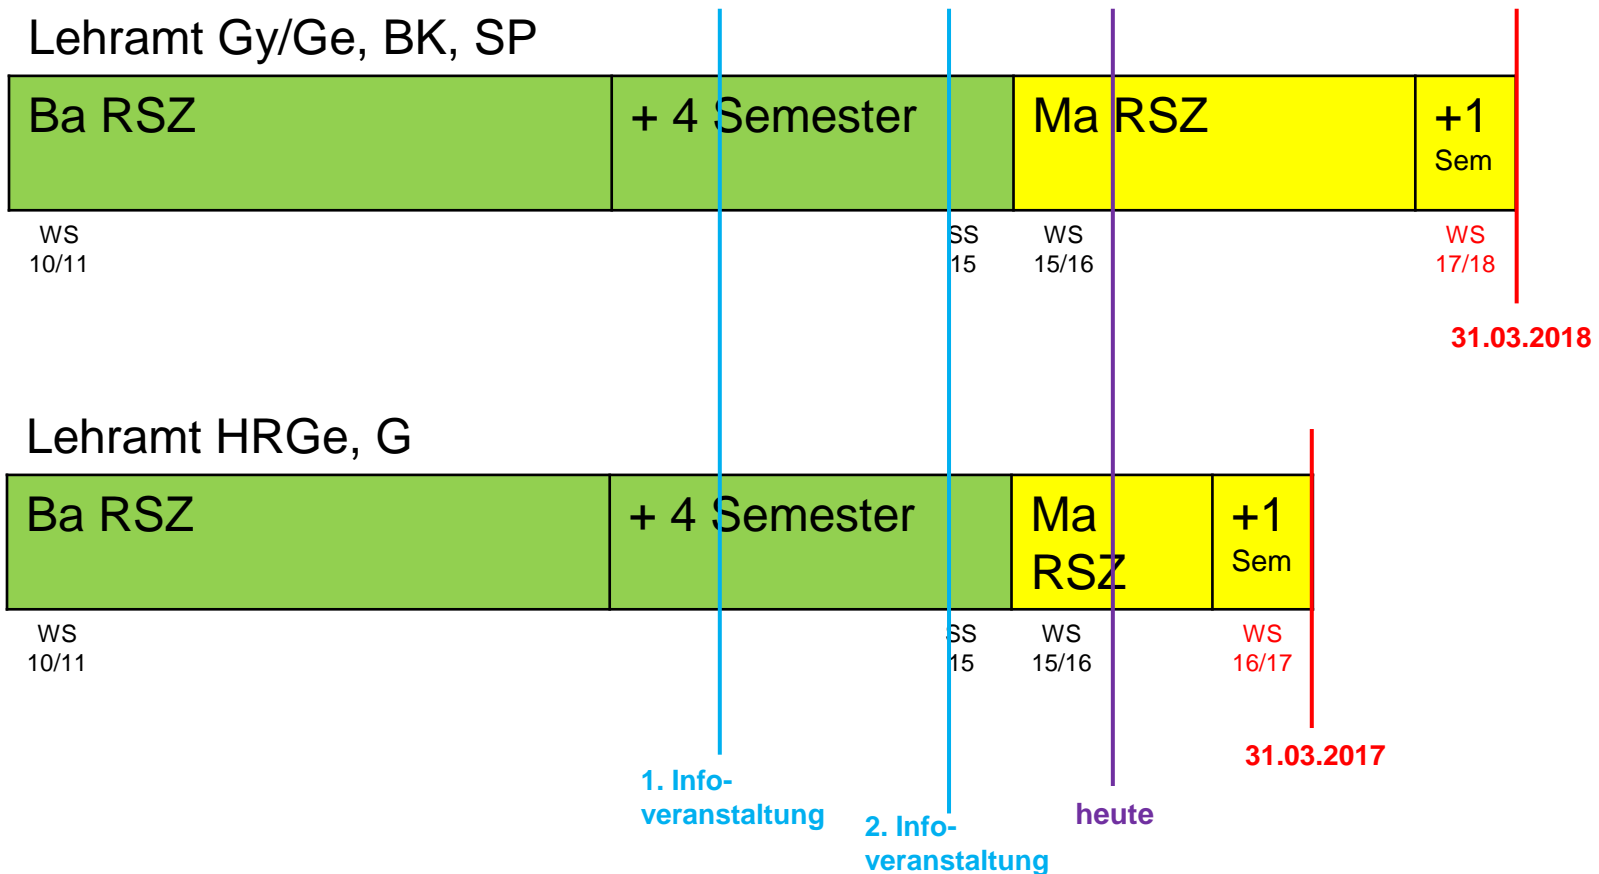 Lehramt Gy/Ge, BK, SP
Ba RSZ
+ 4 Semester
Ma RSZ
+1
Sem
WS
10/11
SS
15
WS
15/16
WS
17/18
31.03.2018
Lehramt HRGe, G
Ba RSZ
+ 4 Semester
Ma
RSZ
+1
Sem
WS
10/11
SS
15
WS
15/16
WS
16/17
31.03.2017
1. Info-
veranstaltung
2. Info-
veranstaltung
heute